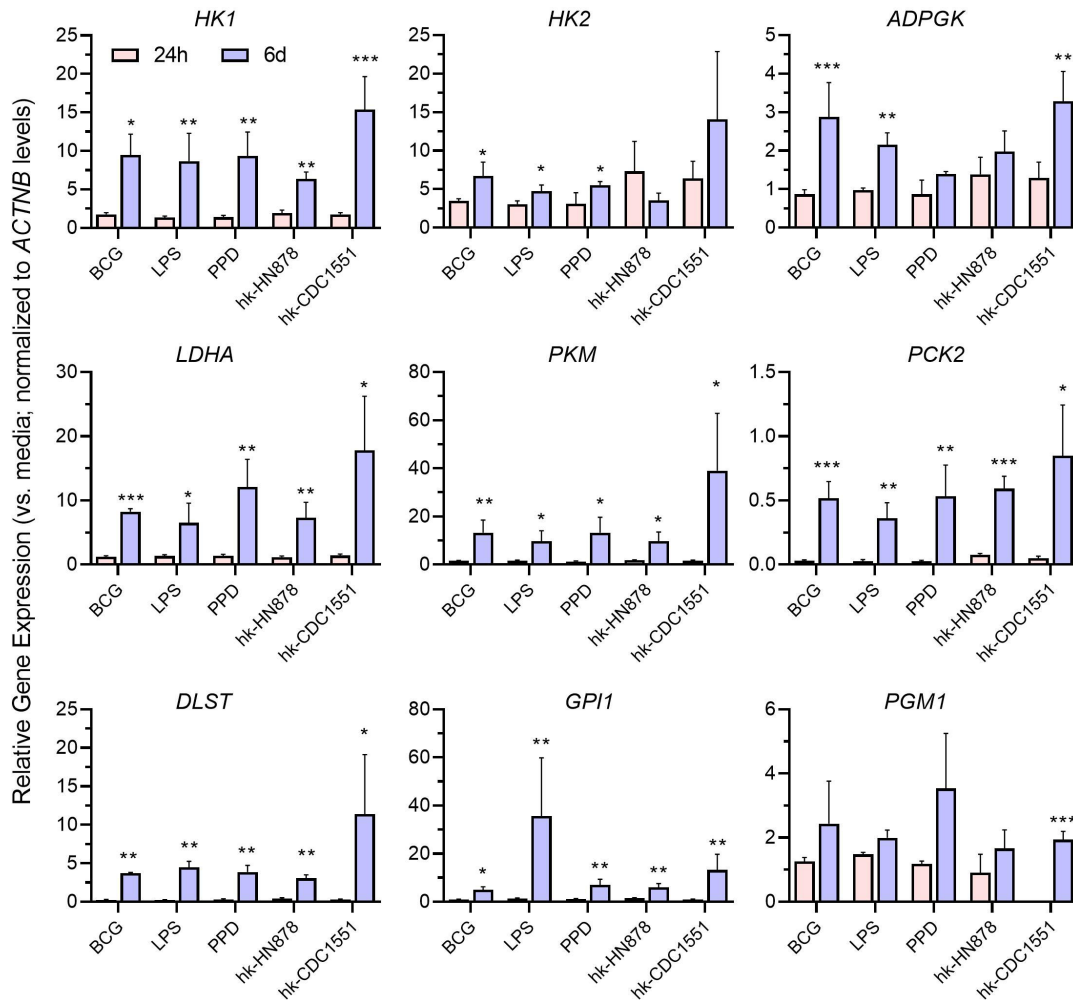 Relative Gene Expression (vs. media; normalized to ACTNB levels)
HK1
24h 6d
25
20
15
10
5
0
* ** ** ** ***
BCG LPS PPD hk-HN878 hk-CDC1551
HK2
25
20
15
10
5
0
* * *
BCG LPS PPD hk-HN878 hk-CDC1551
ADPGK
5
4
3
2
1
0
*** ** **
BCG LPS PPD hk-HN878 hk-CDC1551
LDHA
30
20
10
0
*** * ** ** *
BCG LPS PPD hk-HN878 hk-CDC1551
PKM
80
60
40
20
0
** * * * *
BCG LPS PPD hk-HN878 hk-CDC1551
PCK2
1.5
1.0
0.5
0.0
*** ** ** *** *
BCG LPS PPD hk-HN878 hk-CDC1551
DLST
25
20
15
10
5
0
** ** ** ** *
BCG LPS PPD hk-HN878 hk-CDC1551
GPI1
80
60
40
20
0
* ** ** ** **
BCG LPS PPD hk-HN878 hk-CDC1551
PGM1
6
4
2
0
***
BCG LPS PPD hk-HN878 hk-CDC1551